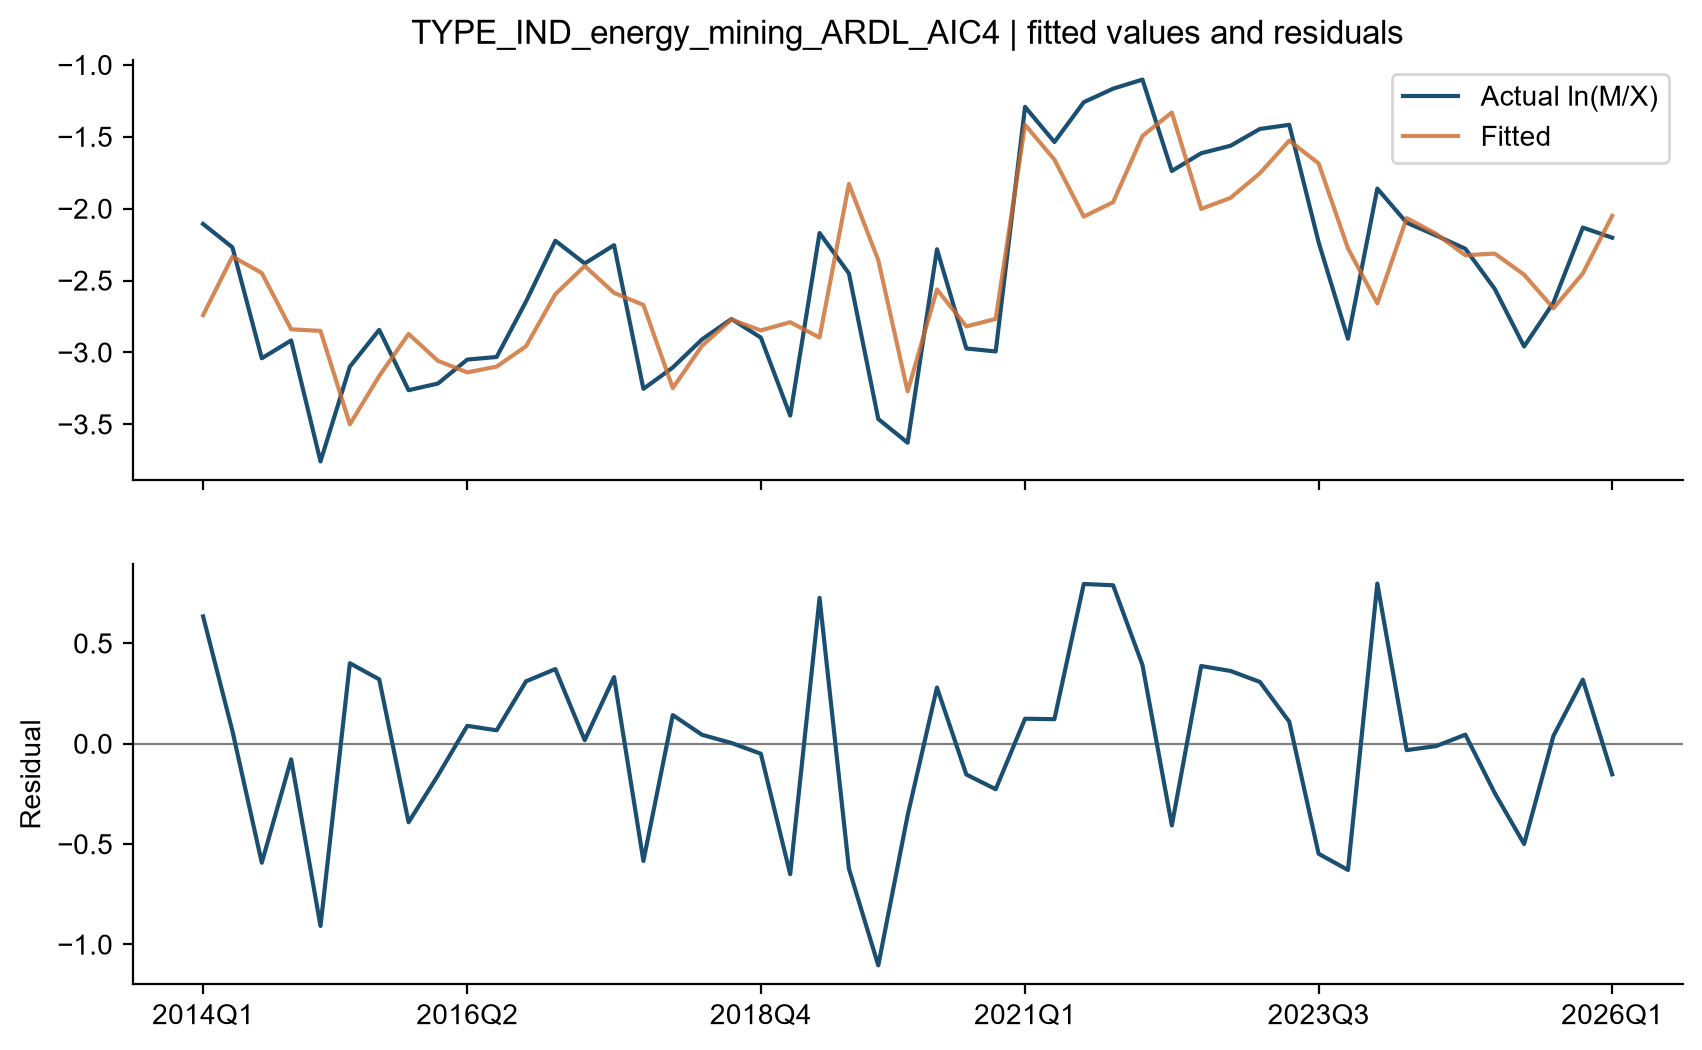 TYPE_IND_energy_mining_ARDL_AIC4 | fitted values and residuals
−1.0
−1.5
−2.0
−2.5
−3.0
−3.5
Actual ln(M/X)
Fitted
Residual
0.5
0.0
−0.5
−1.0
2014Q1 2016Q2 2018Q4 2021Q1 2023Q3 2026Q1